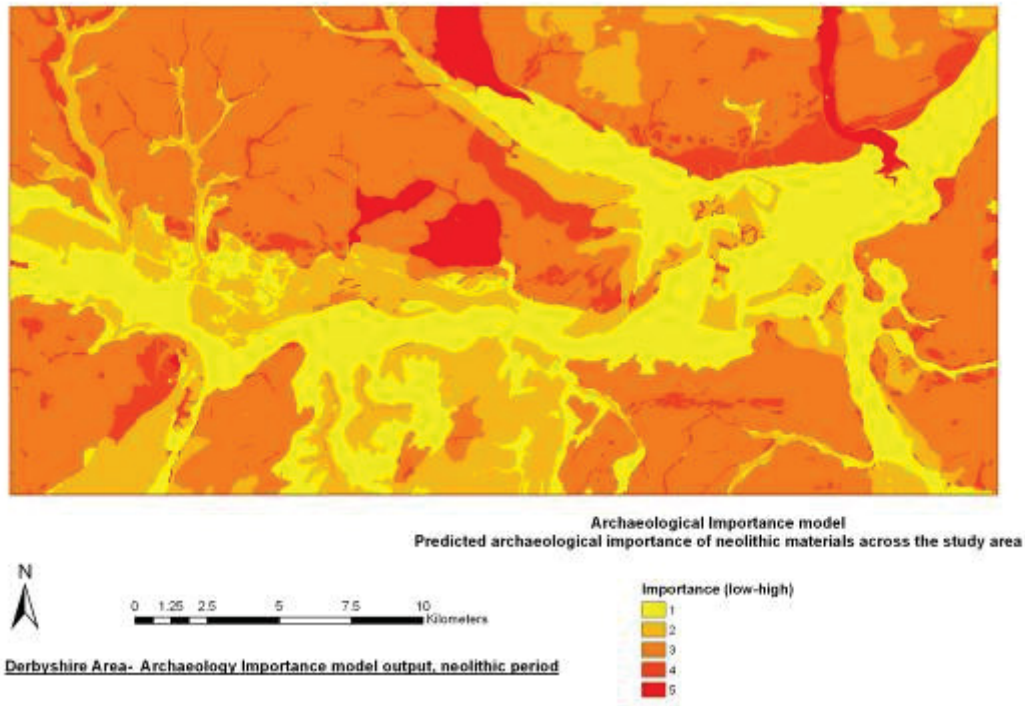 Archaeological Importance model
Predicted archaeological importance of neolithic materials across the study area
N
0 1.25 2.5 5 7.5 10
Kilometers
Importance (low-high)
1
2
3
4
5
Derbyshire Area- Archaeology Importance model output, neolithic period